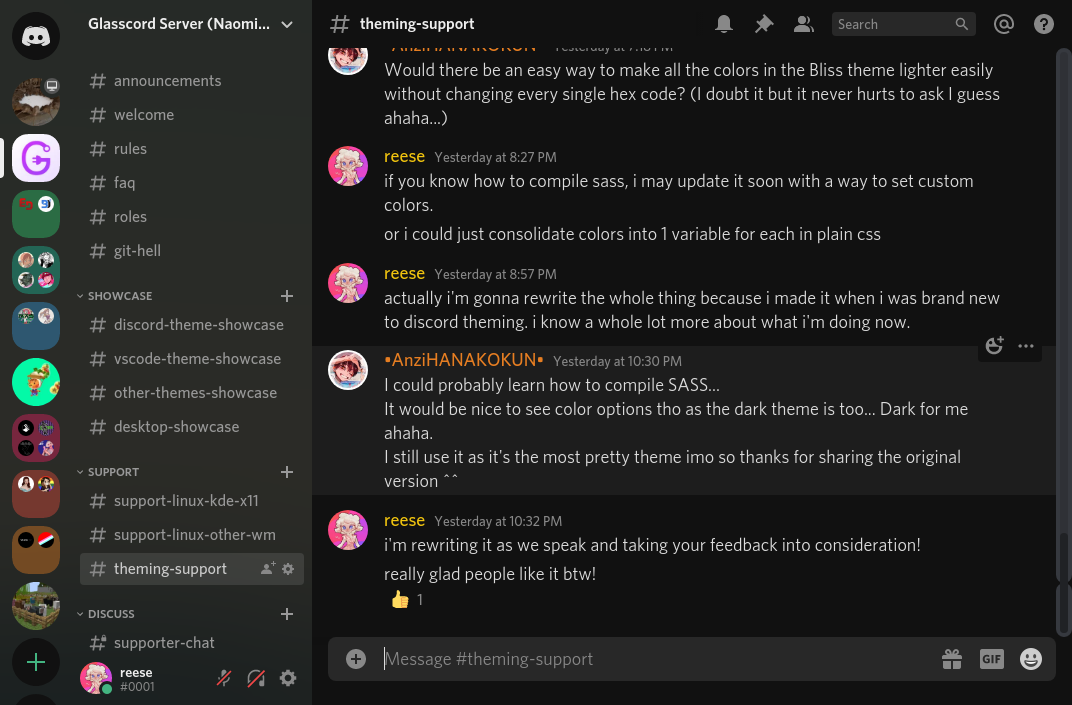 Glasscord Server (Naomi...
announcements
welcome
rules
faq
roles
git-hell
SHOWCASE
discord-theme-showcase
vscode-theme-showcase
other-themes-showcase
desktop-showcase
SUPPORT
support-linux-kde-x11
support-linux-other-wm
theming-support
DISCUSS
supporter-chat
reese
#0001
theming-support
Search
•AnziHANAKOKUN• Yesterday at 7:16 PM
Would there be an easy way to make all the colors in the Bliss theme lighter easily
without changing every single hex code? (I doubt it but it never hurts to ask I guess
ahaha...)
reese Yesterday at 8:27 PM
if you know how to compile sass, i may update it soon with a way to set custom
colors.
or i could just consolidate colors into 1 variable for each in plain css
reese Yesterday at 8:57 PM
actually i'm gonna rewrite the whole thing because i made it when i was brand new
to discord theming. i know a whole lot more about what i'm doing now.
•AnziHANAKOKUN• Yesterday at 10:30 PM
I could probably learn how to compile SASS...
It would be nice to see color options tho as the dark theme is too... Dark for me
ahaha.
I still use it as it's the most pretty theme imo so thanks for sharing the original
version ^^
reese Yesterday at 10:32 PM
i'm rewriting it as we speak and taking your feedback into consideration!
really glad people like it btw!
👍 1
Message #theming-support
GIF